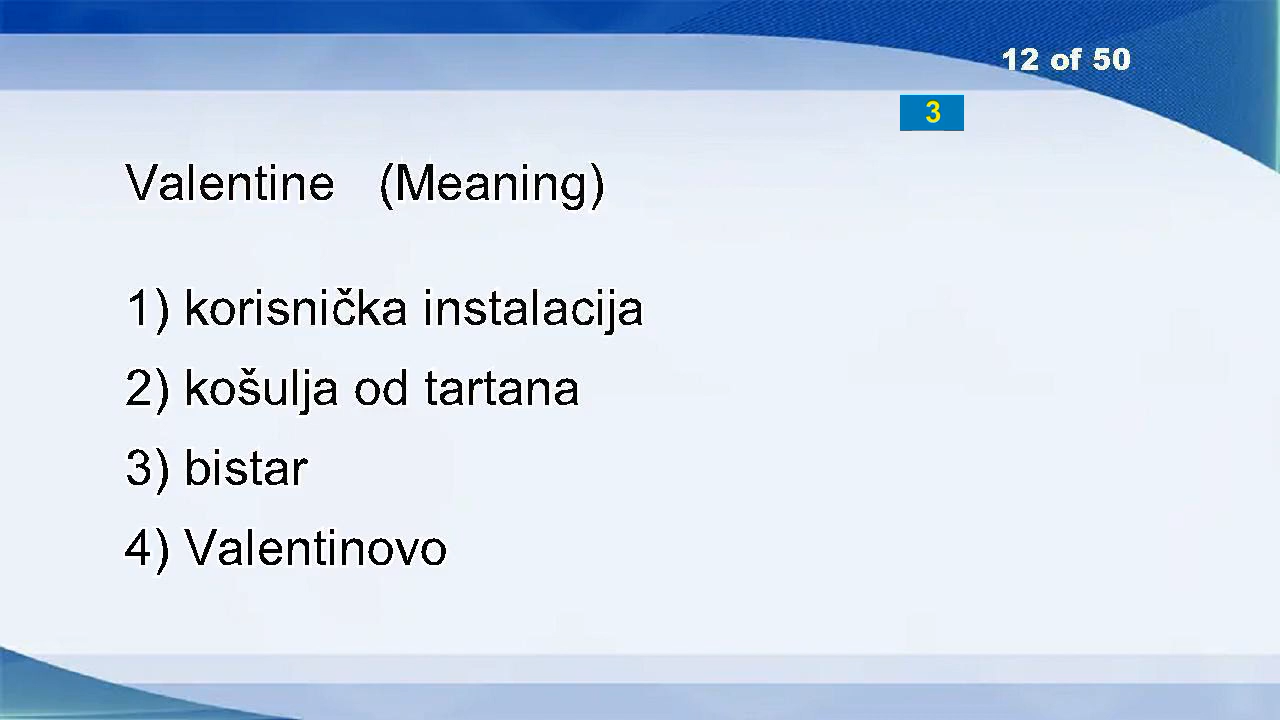 12 of 50
3
Valentine (Meaning)
1) korisnička instalacija
2) košulja od tartana
3) bistar
4) Valentinovo